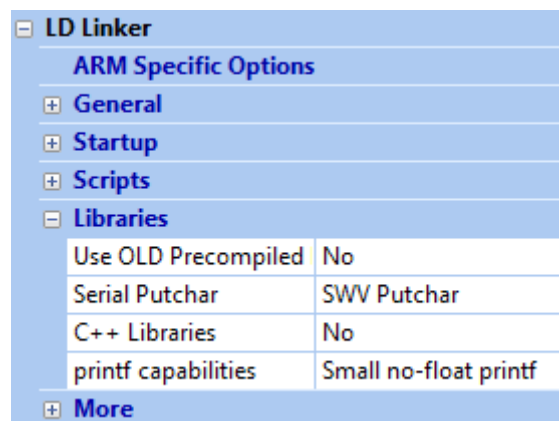 LD Linker
ARM Specific Options
General
Startup
Scripts
Libraries
Use OLD Precompiled No
Serial Putchar SWV Putchar
C++ Libraries No
printf capabilities Small no-float printf
More